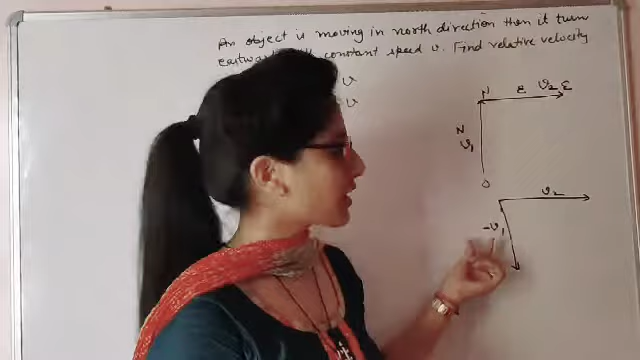 An object is moving in north direction then it turn
eastward constant speed v. Find relative velocity
v
v
N E v₂ E
N
v₁
O
v₂
-v₁